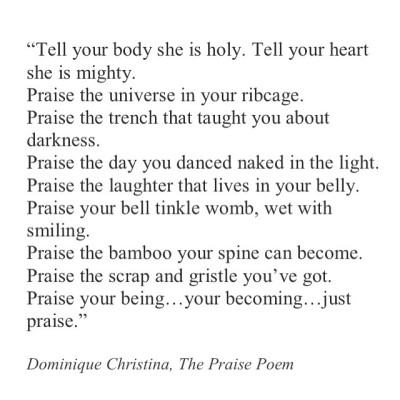 “Tell your body she is holy. Tell your heart
she is mighty.
Praise the universe in your ribcage.
Praise the trench that taught you about
darkness.
Praise the day you danced naked in the light.
Praise the laughter that lives in your belly.
Praise your bell tinkle womb, wet with
smiling.
Praise the bamboo your spine can become.
Praise the scrap and gristle you’ve got.
Praise your being…your becoming…just
praise.”
Dominique Christina, The Praise Poem